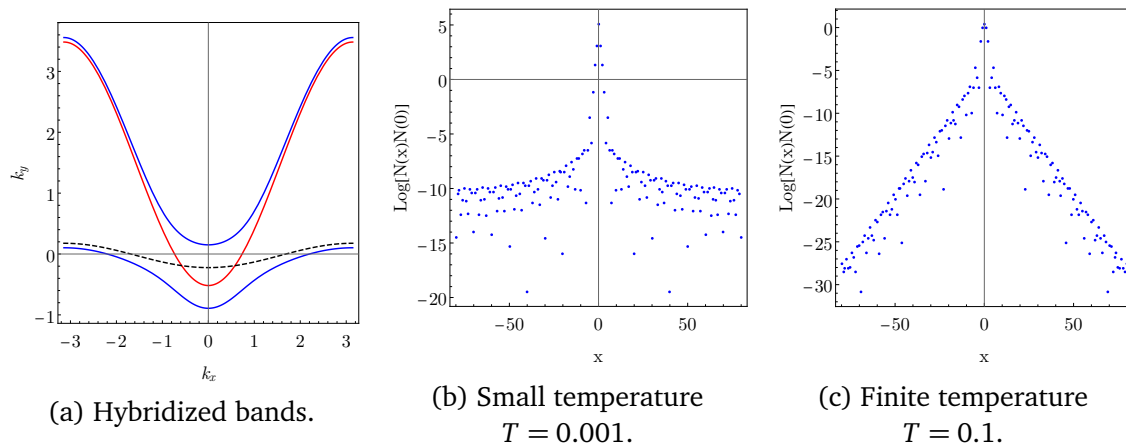 3
2
1
0
−1
k_y
−3 −2 −1 0 1 2 3
k_x
(a) Hybridized bands.
5
0
−5
−10
−15
−20
Log[N(x)N(0)]
−50 0 50
x
(b) Small temperature
T = 0.001.
0
−5
−10
−15
−20
−25
−30
Log[N(x)N(0)]
−50 0 50
x
(c) Finite temperature
T = 0.1.